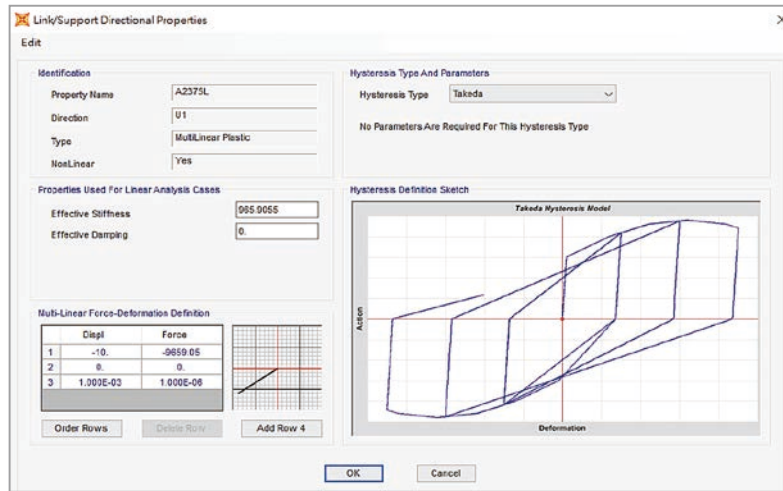 Link/Support Directional Properties
Edit
Identification
Property Name A2375L
Direction U1
Type MultiLinear Plastic
NonLinear Yes
Hysteresis Type And Parameters
Hysteresis Type Takeda
No Parameters Are Required For This Hysteresis Type
Properties Used For Linear Analysis Cases
Effective Stiffness 965.9055
Effective Damping 0.
Hysteresis Definition Sketch
Takeda Hysteresis Model
Action
Deformation
Multi-Linear Force-Deformation Definition
Displ Force
1 -10. -9659.05
2 0. 0.
3 1.000E-03 1.000E-06
Order Rows Delete Row Add Row 4
OK Cancel